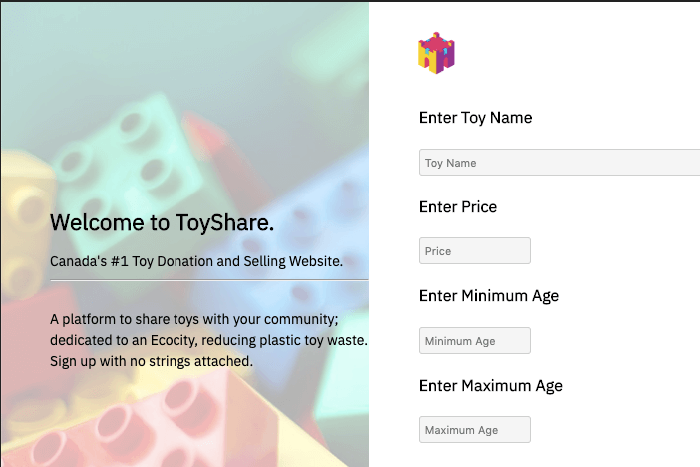 Welcome to ToyShare.
Canada's #1 Toy Donation and Selling Website.
A platform to share toys with your community;
dedicated to an Ecocity, reducing plastic toy waste.
Sign up with no strings attached.
Enter Toy Name
Toy Name
Enter Price
Price
Enter Minimum Age
Minimum Age
Enter Maximum Age
Maximum Age